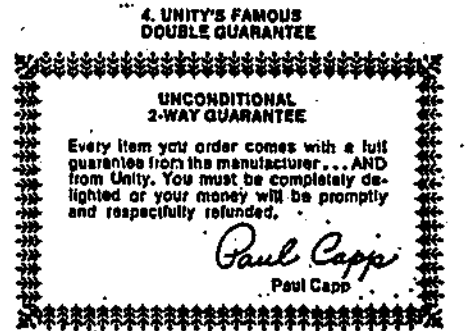 4. UNITY'S FAMOUS
DOUBLE GUARANTEE
UNCONDITIONAL
2-WAY GUARANTEE
Every item you order comes with a full
guarantee from the manufacturer...AND
from Unity. You must be completely de-
lighted or your money will be promptly
and respectfully refunded.
Paul Capp
Paul Capp